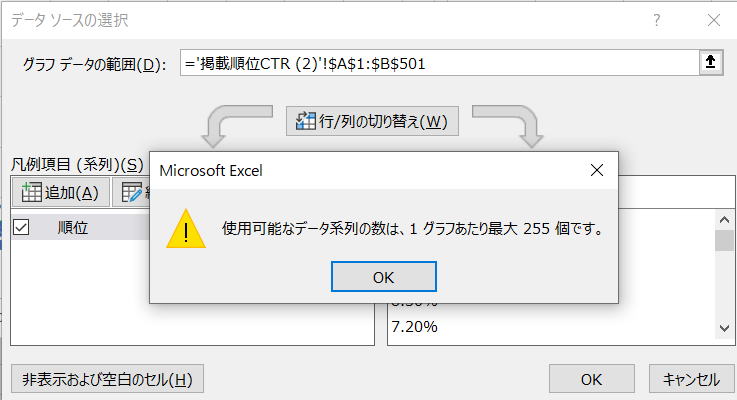 データ ソースの選択
?
グラフ データの範囲(D):
='掲載順位CTR (2)'!$A$1:$B$501
行/列の切り替え(W)
凡例項目 (系列)(S)
Microsoft Excel
追加(A)
使用可能なデータ系列の数は、1 グラフあたり最大 255 個です。
順位
OK
7.20%
非表示および空白のセル(H)
OK
キャンセル